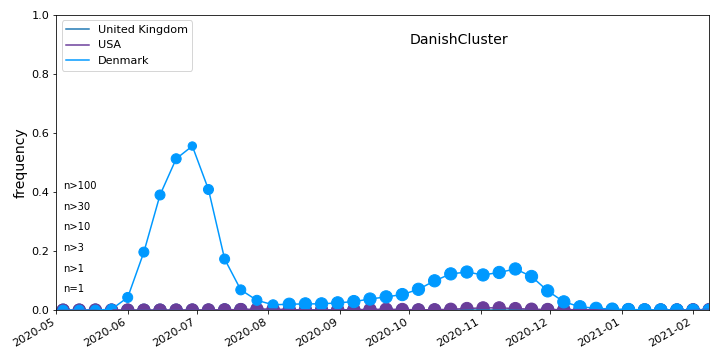 DanishCluster
United Kingdom
USA
Denmark
frequency
1.0
0.8
0.6
0.4
0.2
0.0
n>100
n>30
n>10
n>3
n>1
n=1
2020-05
2020-06
2020-07
2020-08
2020-09
2020-10
2020-11
2020-12
2021-01
2021-02